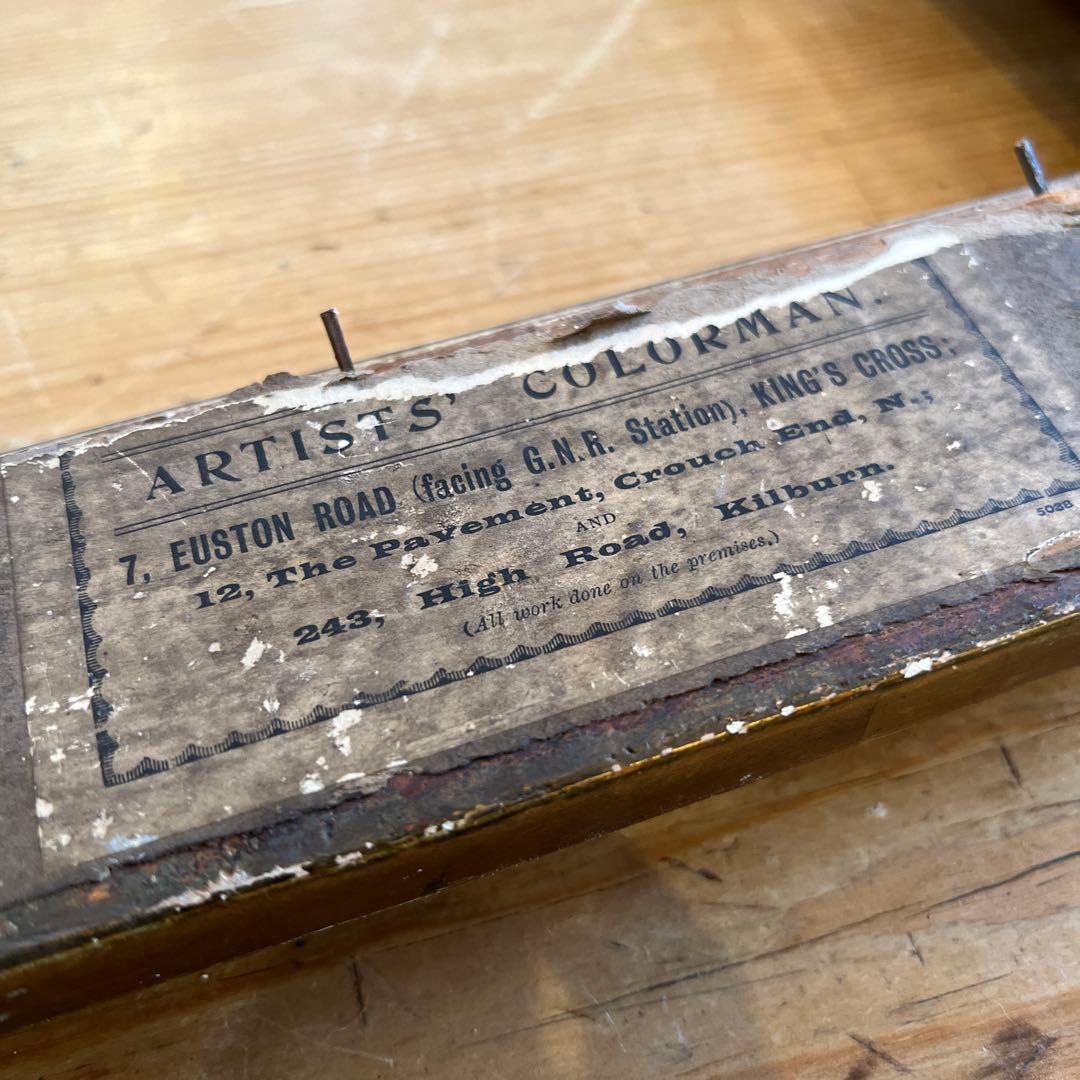 ARTISTS' COLORMAN.
7, EUSTON ROAD (facing G.N.R. Station), KING'S CROSS;
12, The Pavement, Crouch End, N.;
AND
243, High Road, Kilburn.
(All work done on the premises.)
5028